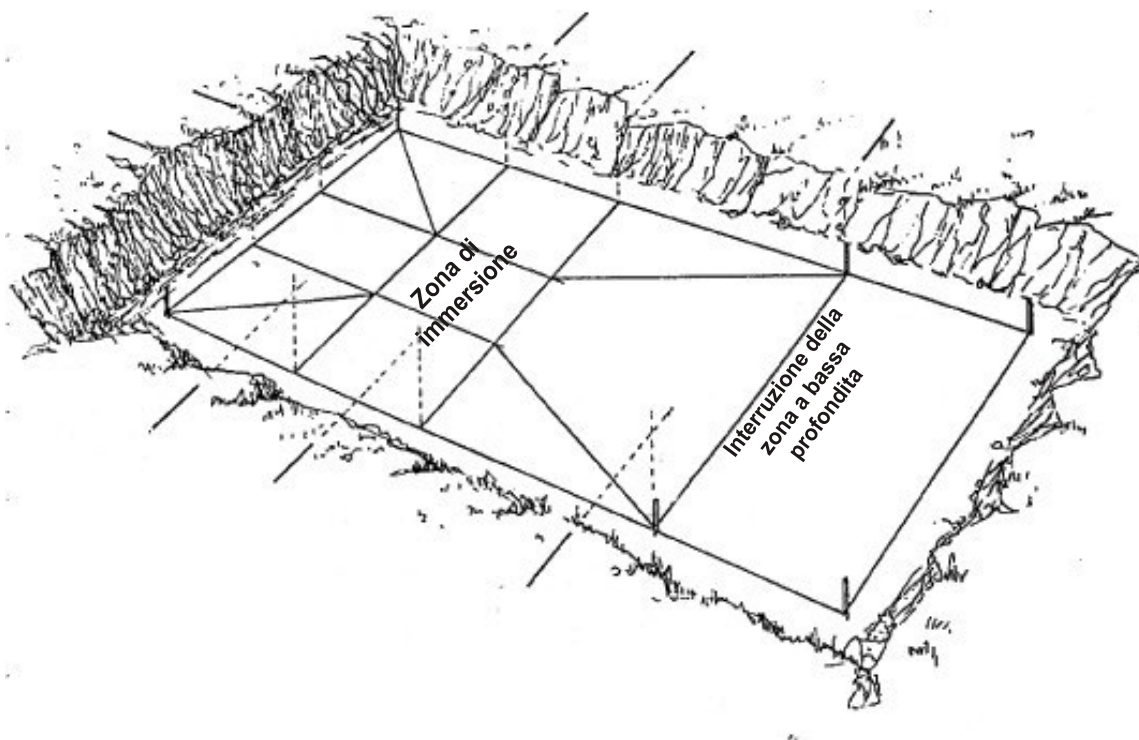 Zona di
immersione
Interruzione della
zona a bassa
profondita